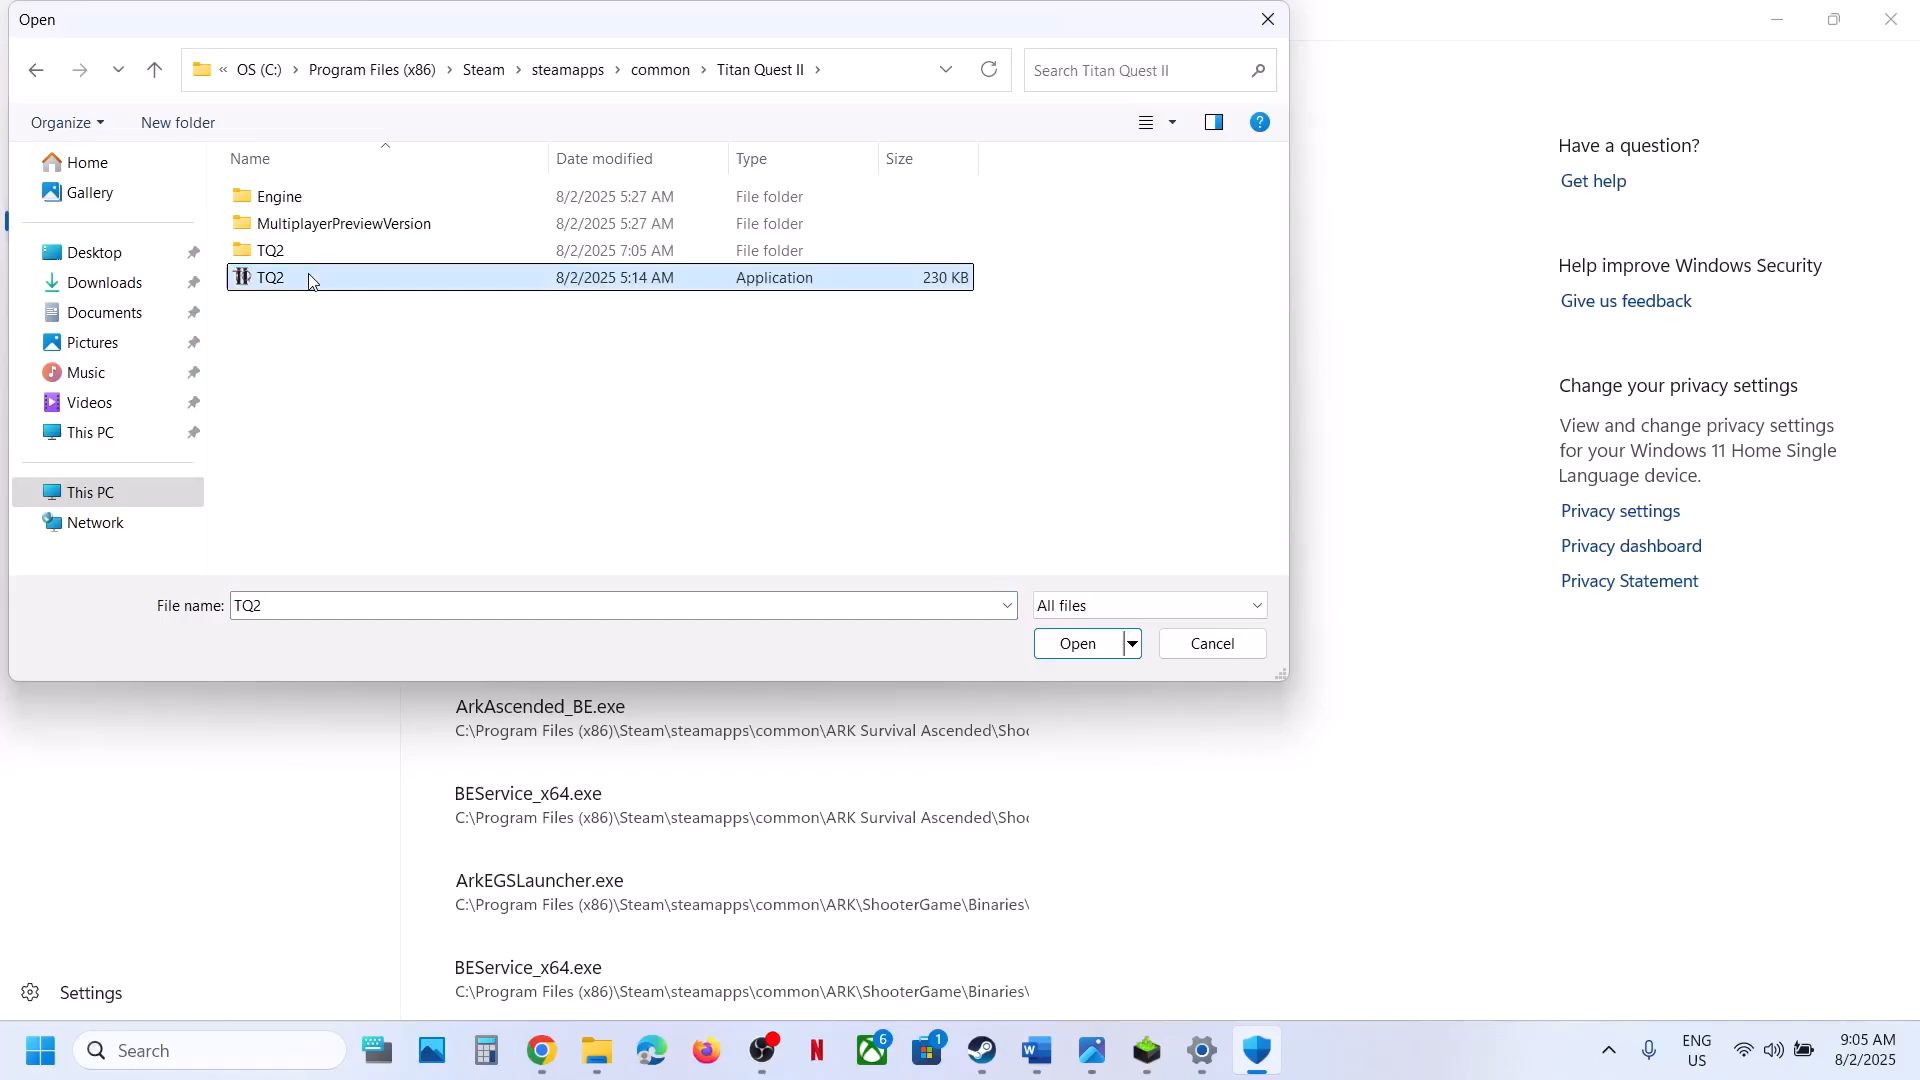 Open
« OS (C:) > Program Files (x86) > Steam > steamapps > common > Titan Quest II >
Search Titan Quest II
Organize
New folder
Name Date modified Type Size
Home
Gallery
Desktop
Downloads
Documents
Pictures
Music
Videos
This PC
This PC
Network
Engine 8/2/2025 5:27 AM File folder
MultiplayerPreviewVersion 8/2/2025 5:27 AM File folder
TQ2 8/2/2025 7:05 AM File folder
TQ2 8/2/2025 5:14 AM Application 230 KB
File name: TQ2
All files
Open
Cancel
Have a question?
Get help
Help improve Windows Security
Give us feedback
Change your privacy settings
View and change privacy settings
for your Windows 11 Home Single
Language device.
Privacy settings
Privacy dashboard
Privacy Statement
ArkAscended_BE.exe
C:\Program Files (x86)\Steam\steamapps\common\ARK Survival Ascended\Shoo
BEService_x64.exe
C:\Program Files (x86)\Steam\steamapps\common\ARK Survival Ascended\Shoo
ArkEGSLauncher.exe
C:\Program Files (x86)\Steam\steamapps\common\ARK\ShooterGame\Binaries\
BEService_x64.exe
C:\Program Files (x86)\Steam\steamapps\common\ARK\ShooterGame\Binaries\
Settings
Search
6
1
ENG
US
9:05 AM
8/2/2025